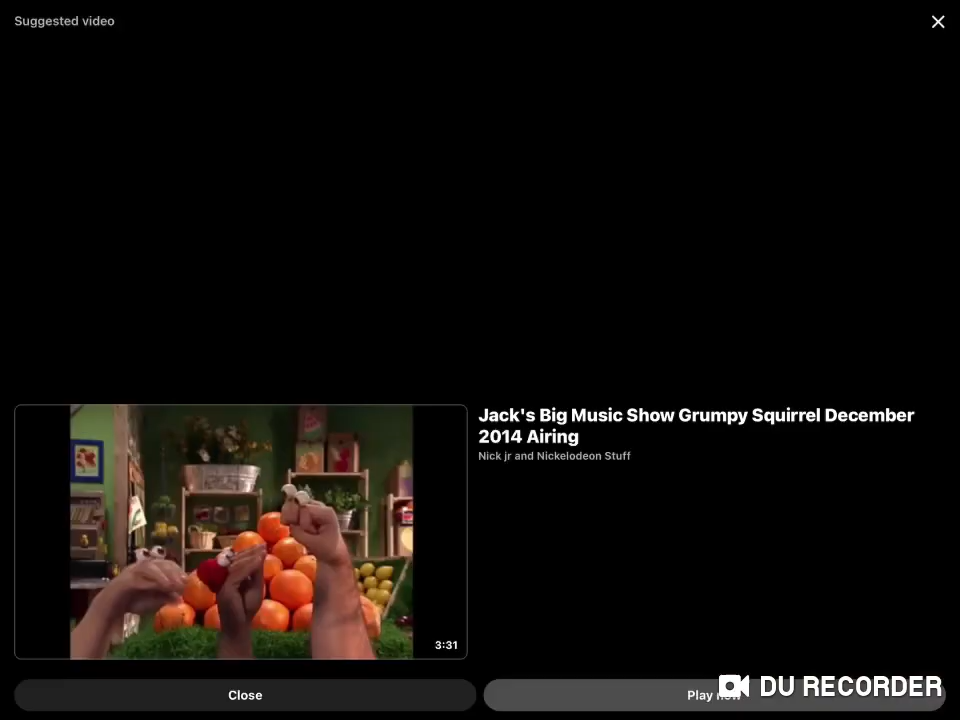 Suggested video
Jack's Big Music Show Grumpy Squirrel December
2014 Airing
Nick jr and Nickelodeon Stuff
3:31
Close
Play now
DU RECORDER